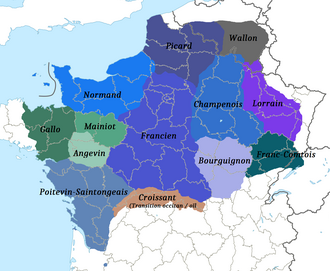 Picard
Wallon
Normand
Champenois
Lorrain
Gallo
Mainiot
Francien
Angevin
Bourguignon
Franc-Comtois
Poitevin-Saintongeais
Croissant
(Transition occitan / oïl